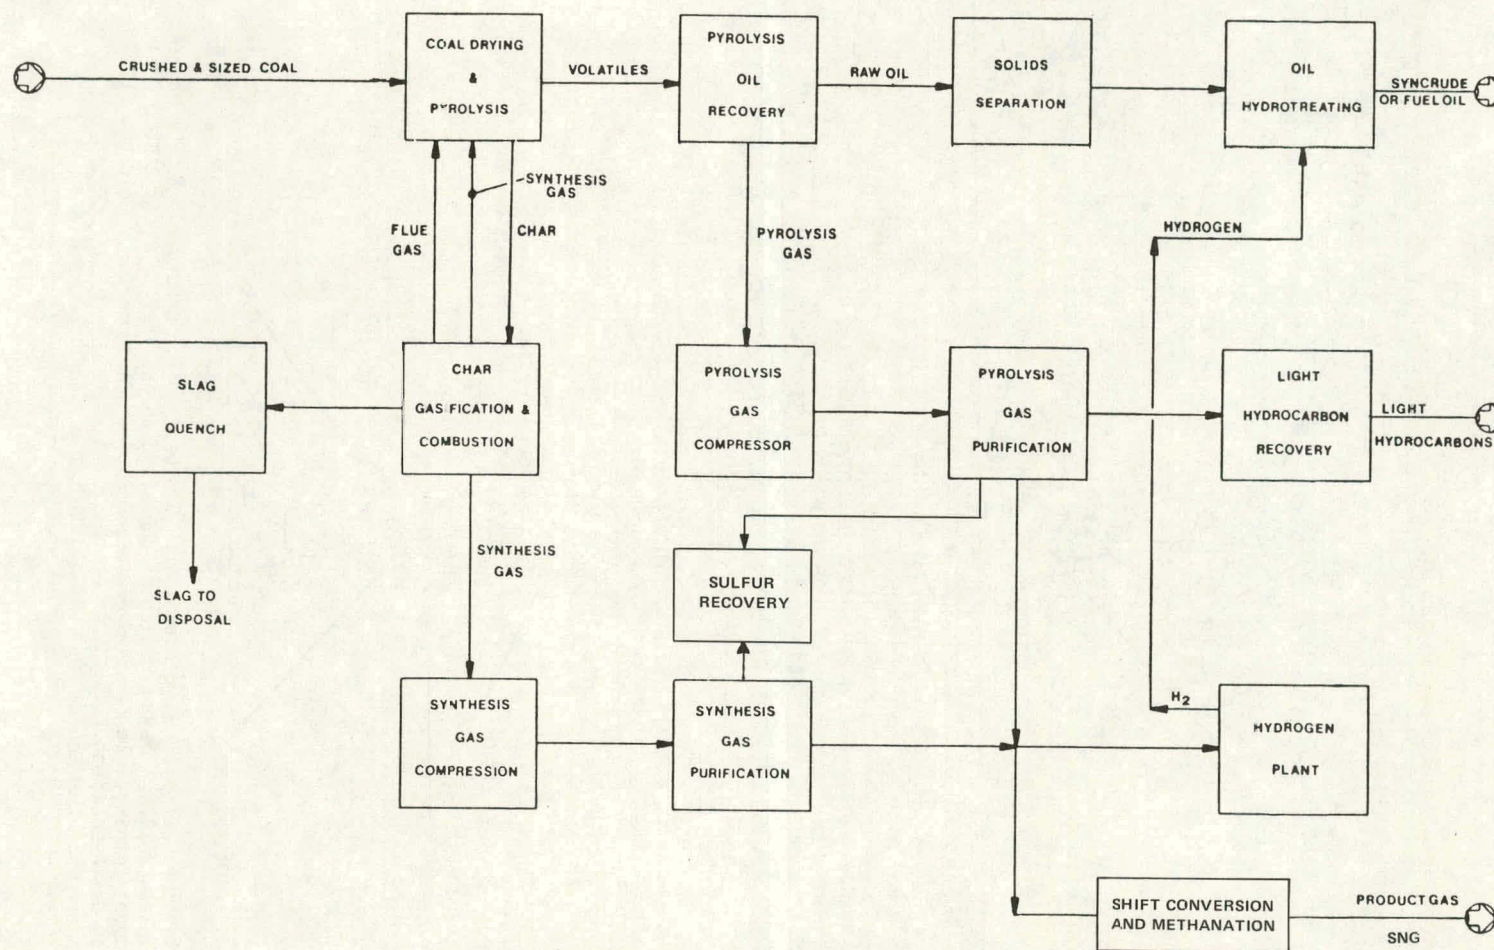 CRUSHED & SIZED COAL
COAL DRYING
&
PYROLYSIS
VOLATILES
PYROLYSIS
OIL
RECOVERY
RAW OIL
SOLIDS
SEPARATION
OIL
HYDROTREATING
SYNCRUDE
OR FUEL OIL
SYNTHESIS
GAS
FLUE
GAS
CHAR
PYROLYSIS
GAS
HYDROGEN
SLAG
QUENCH
CHAR
GASIFICATION &
COMBUSTION
PYROLYSIS
GAS
COMPRESSOR
PYROLYSIS
GAS
PURIFICATION
LIGHT
HYDROCARBON
RECOVERY
LIGHT
HYDROCARBONS
SLAG TO
DISPOSAL
SYNTHESIS
GAS
SULFUR
RECOVERY
SYNTHESIS
GAS
COMPRESSION
SYNTHESIS
GAS
PURIFICATION
H2
HYDROGEN
PLANT
SHIFT CONVERSION
AND METHANATION
PRODUCT GAS
SNG